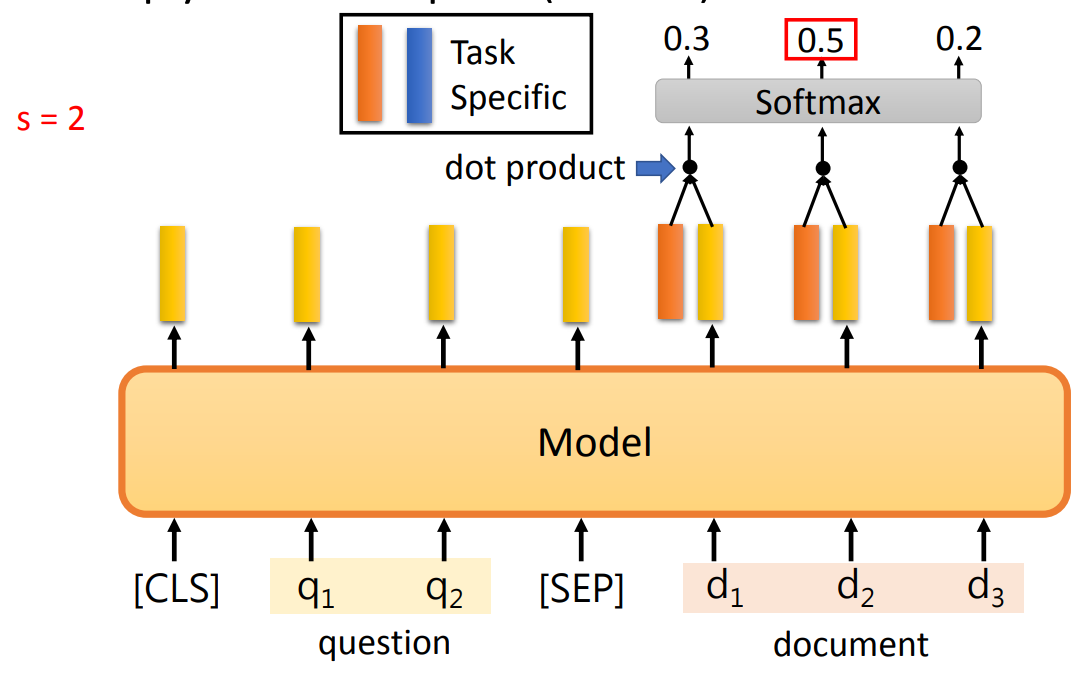 Task
Specific
0.3
0.5
0.2
Softmax
s = 2
dot product
Model
[CLS]
q1
q2
[SEP]
d1
d2
d3
question
document